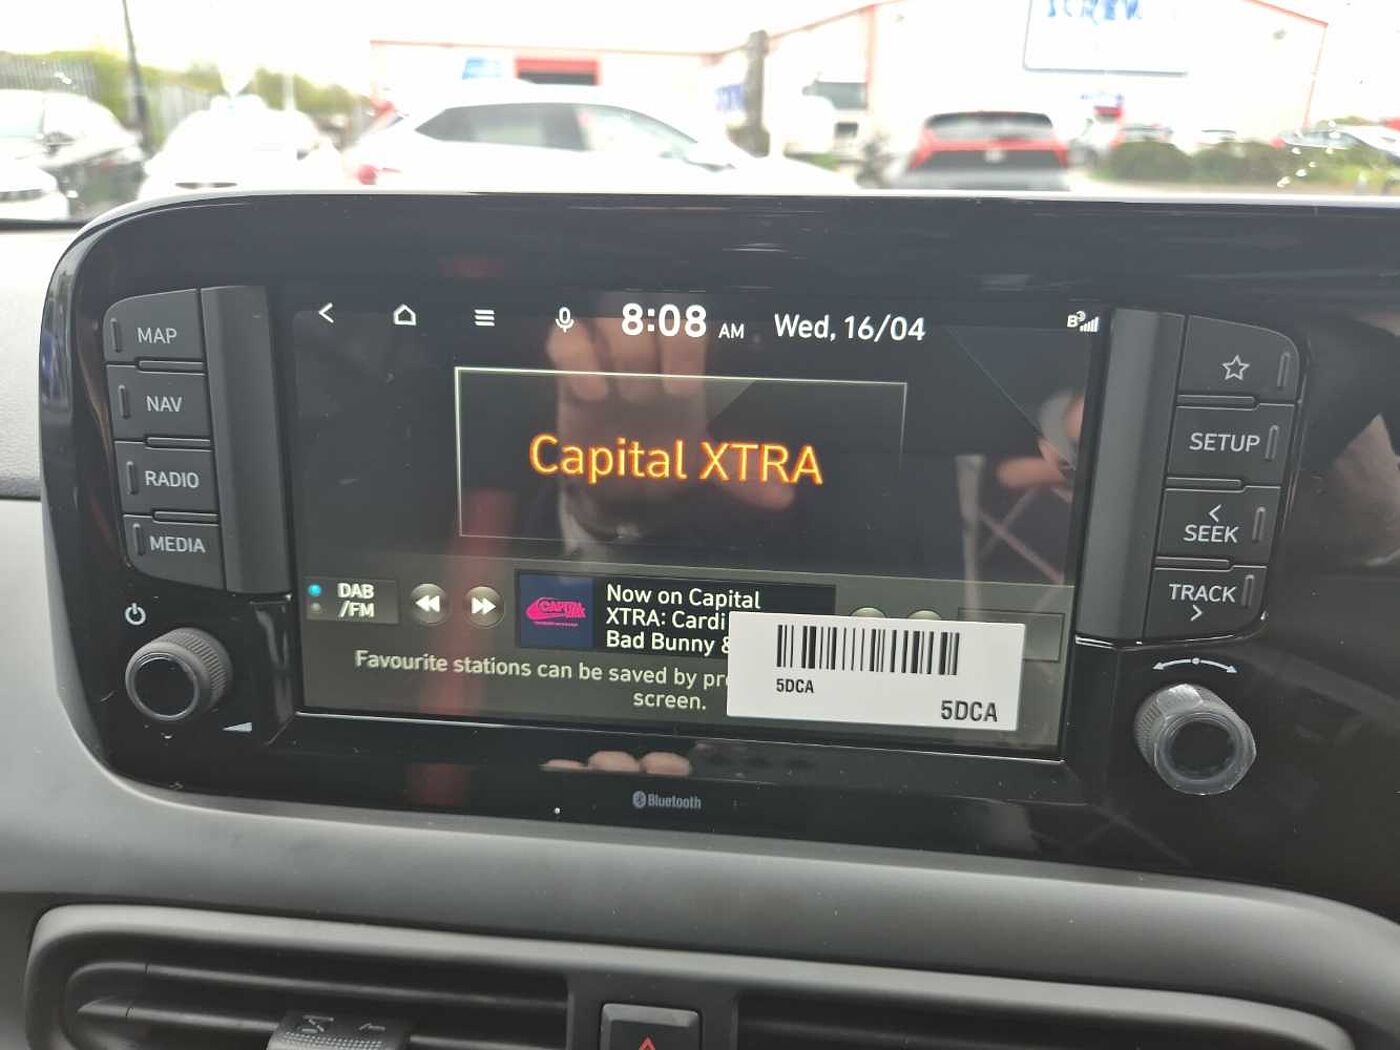 8:08 AM Wed, 16/04
B
MAP
NAV
RADIO
MEDIA
Capital XTRA
SETUP
<
SEEK
TRACK
>
DAB
/FM
CAPITAL
Now on Capital
XTRA: Cardi
Bad Bunny &
Favourite stations can be saved by
screen.
5DCA
5DCA
Bluetooth